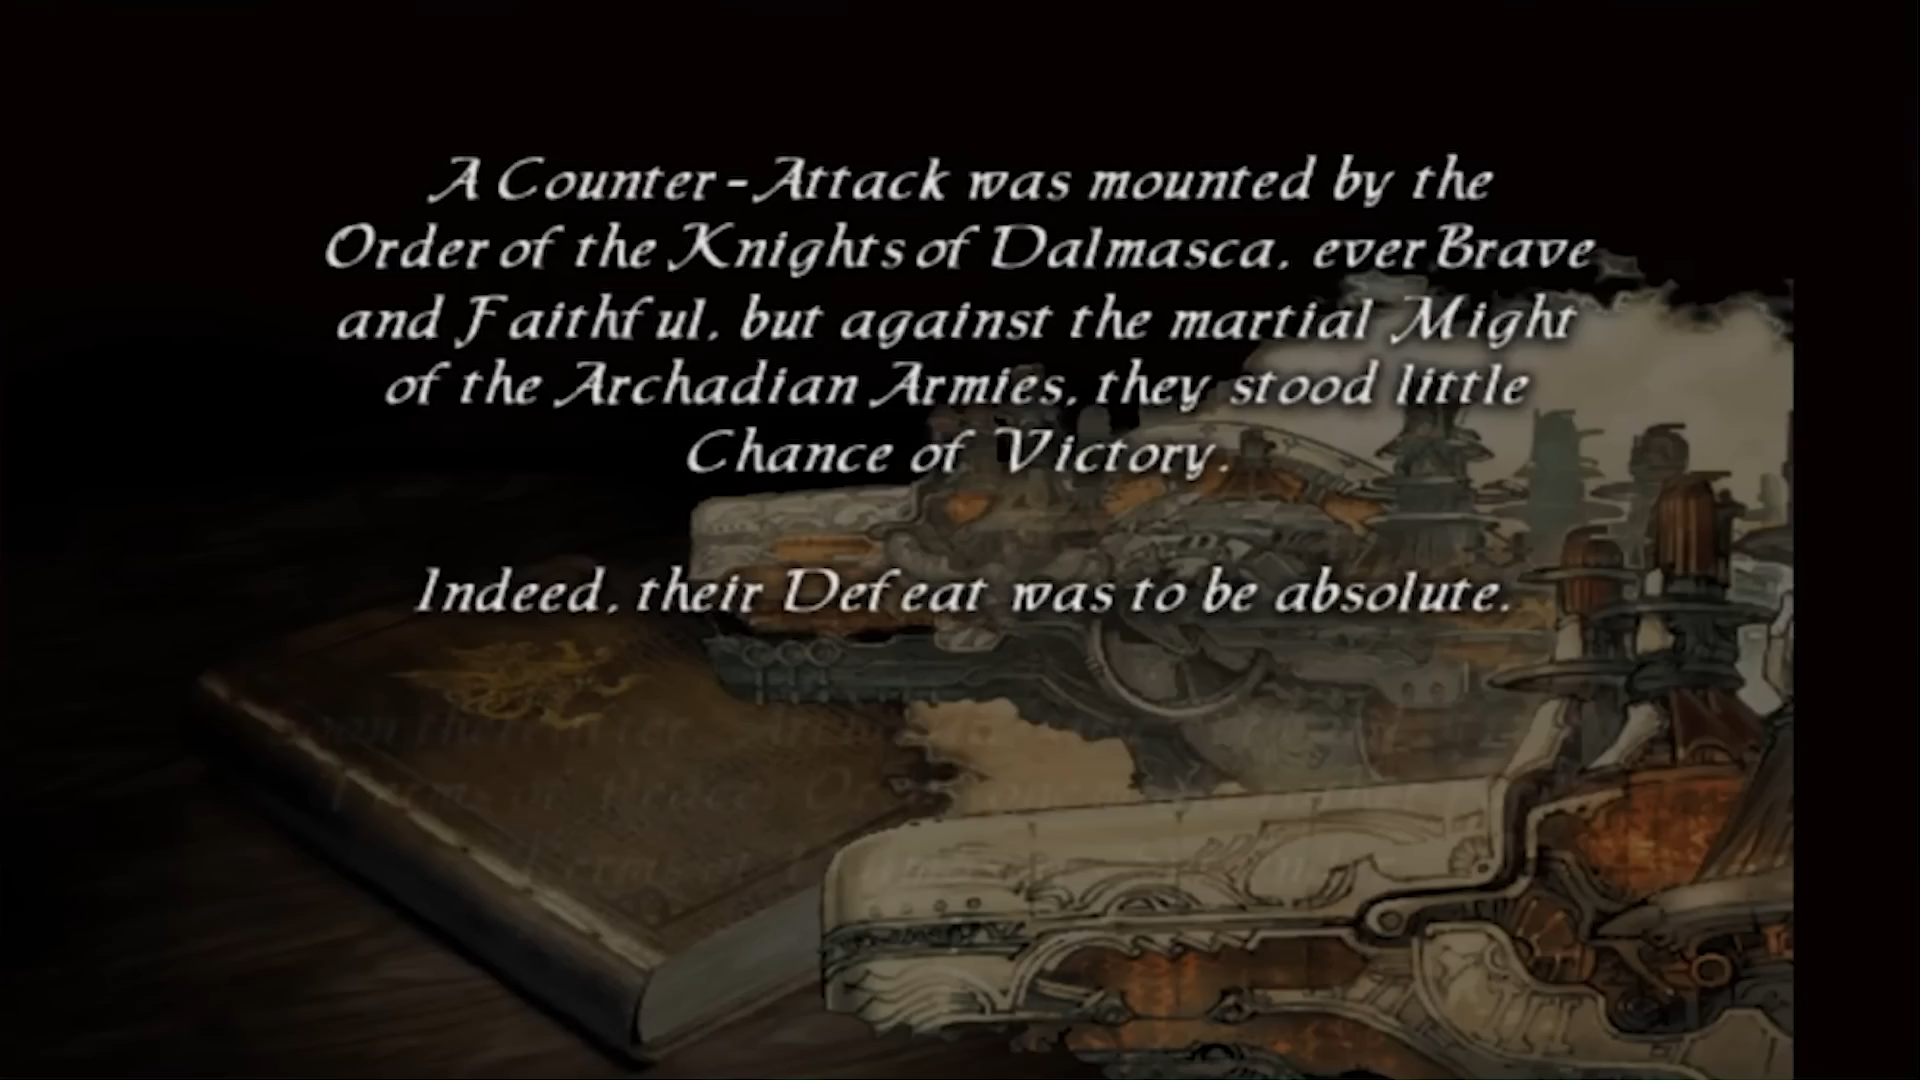 A Counter-Attack was mounted by the
Order of the Knights of Dalmasca, ever Brave
and Faithful, but against the martial Might
of the Archadian Armies, they stood little
Chance of Victory.
Indeed, their Defeat was to be absolute.